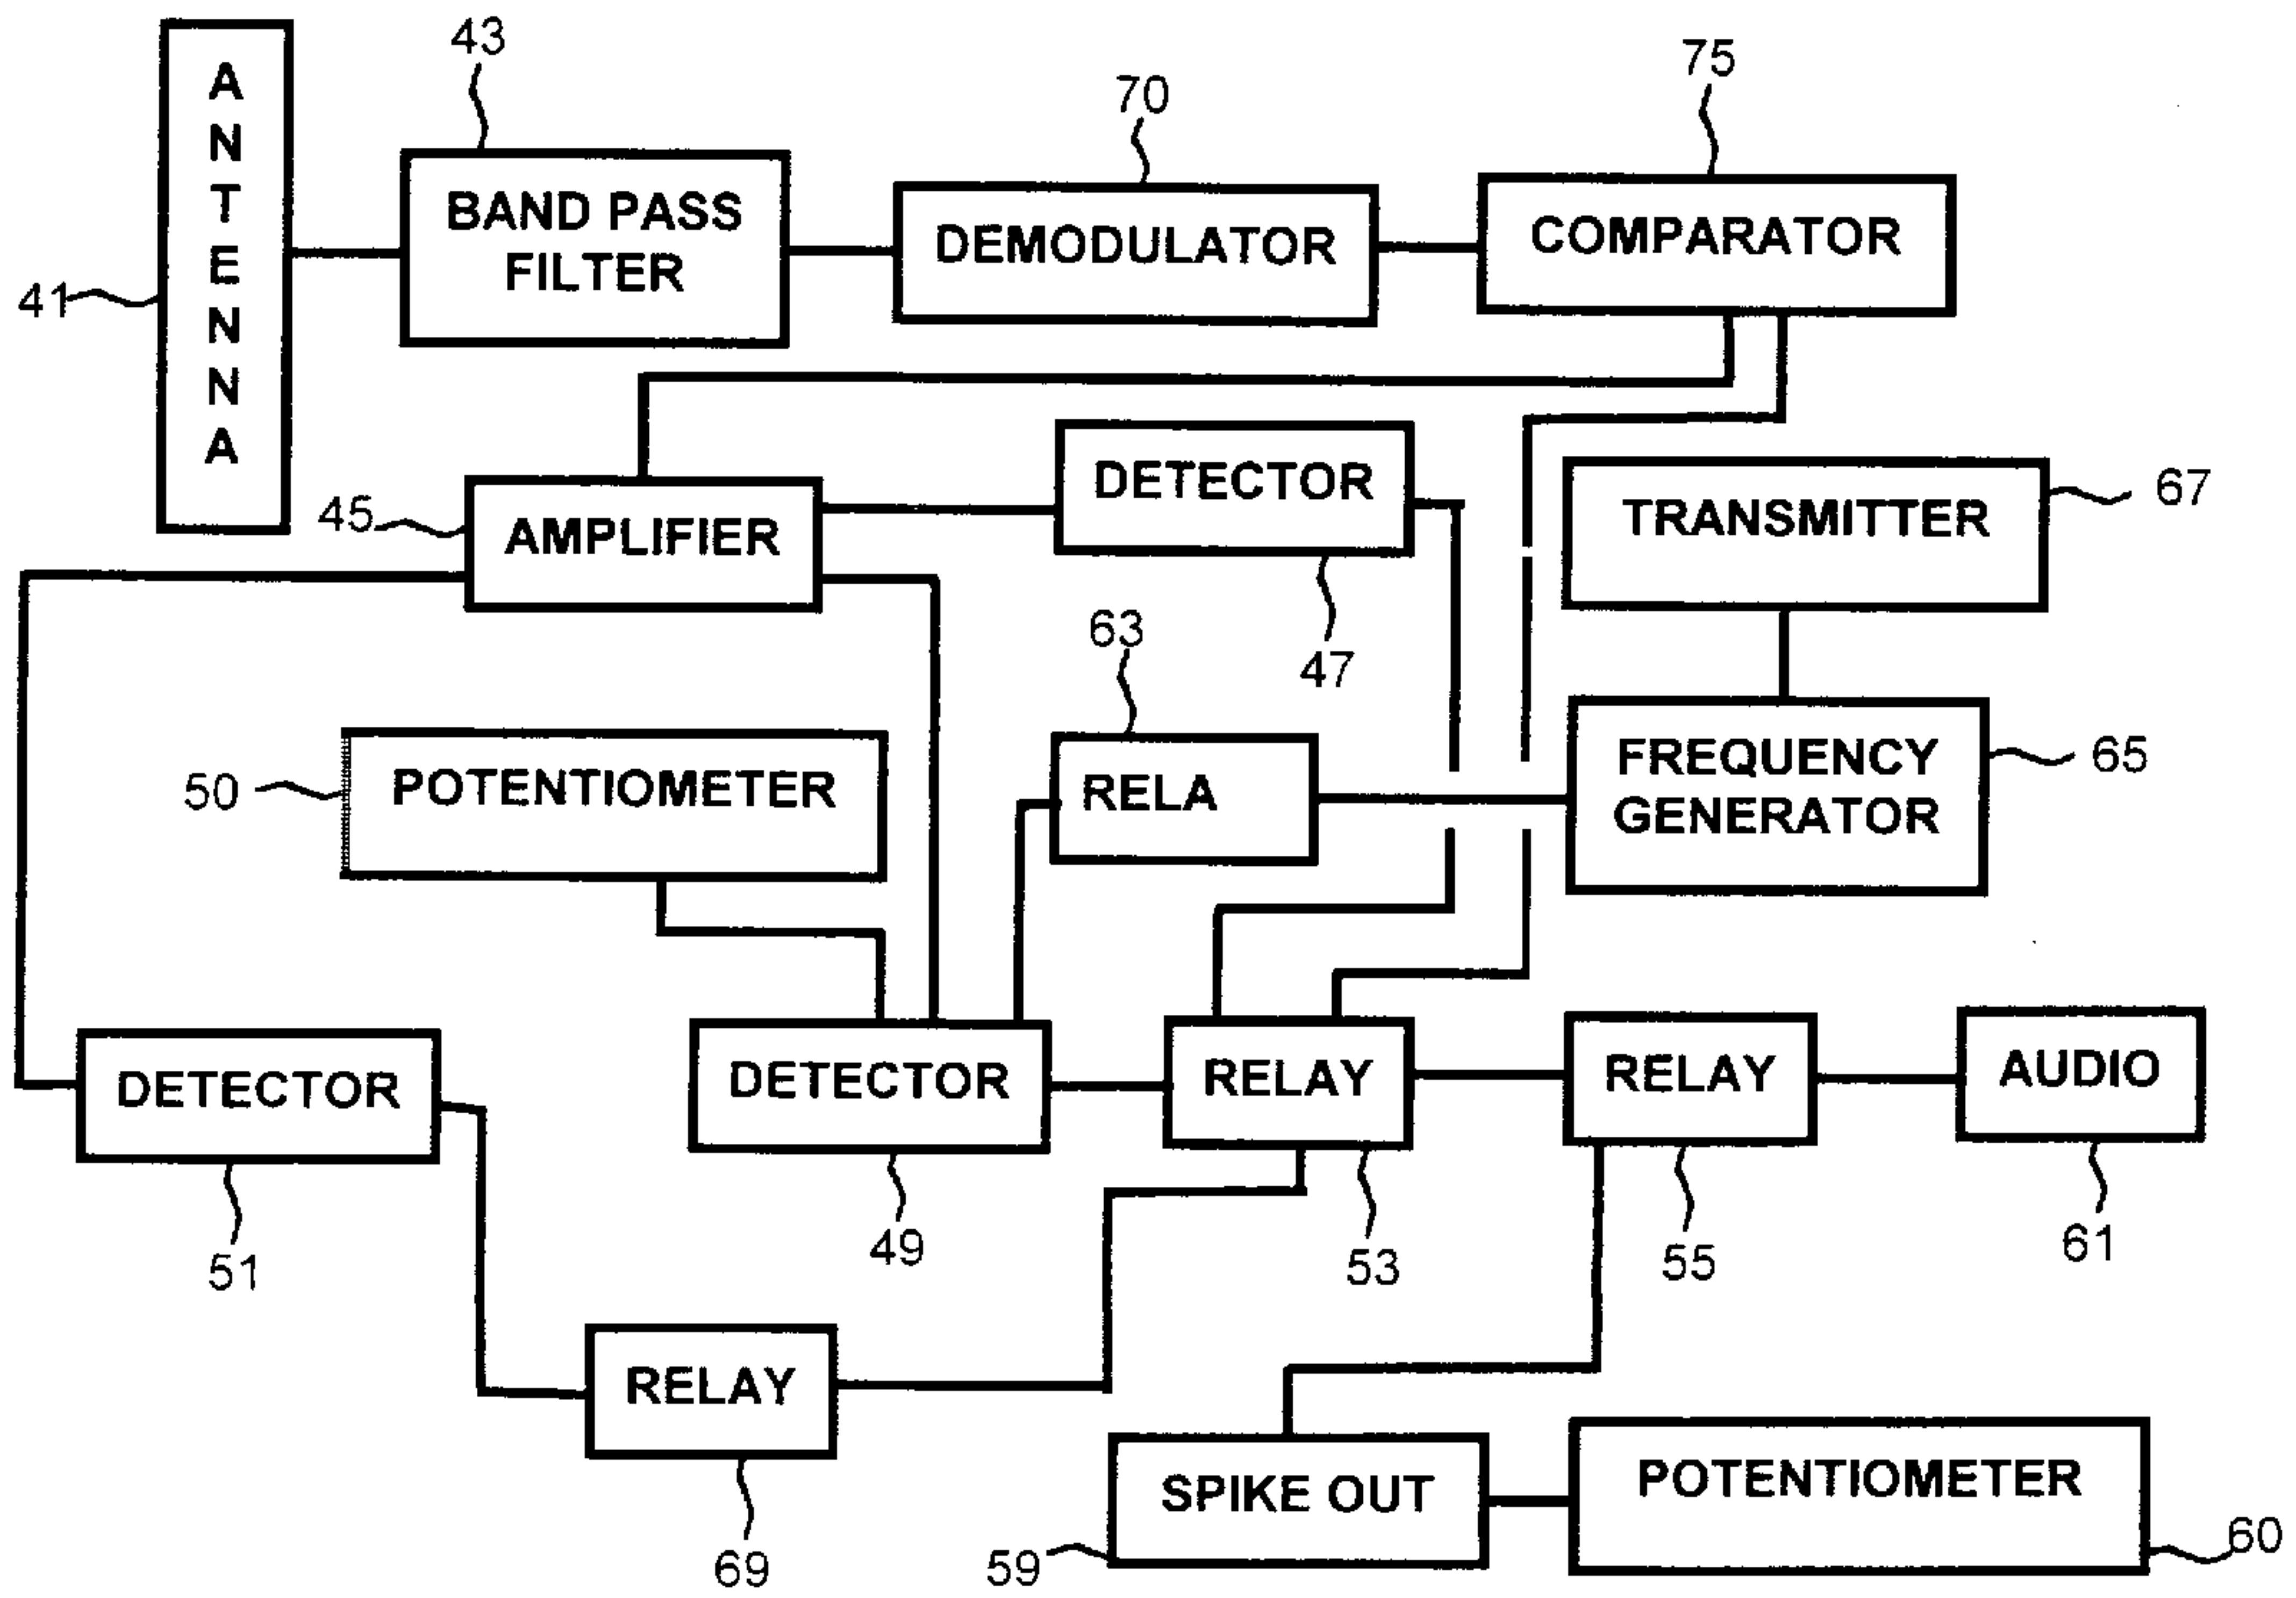 43
75
70
ANTENNA
BAND PASS
FILTER
DEMODULATOR
COMPARATOR
41
DETECTOR
TRANSMITTER
67
45
AMPLIFIER
63
47
POTENTIOMETER
50
RELA
FREQUENCY
GENERATOR
65
DETECTOR
DETECTOR
RELAY
RELAY
AUDIO
51
49
53
55
61
RELAY
SPIKE OUT
POTENTIOMETER
69
59
60